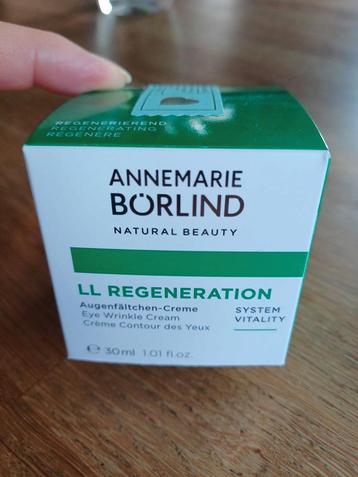 REGENERIEREND
REGENERATING
RÉGÉNÈRE
ANNEMARIE
BÖRLIND
NATURAL BEAUTY
LL REGENERATION
Augenfältchen-Creme
Eye Wrinkle Cream
Crème Contour des Yeux
SYSTEM
VITALITY
℮ 30 ml 1.01 fl.oz.